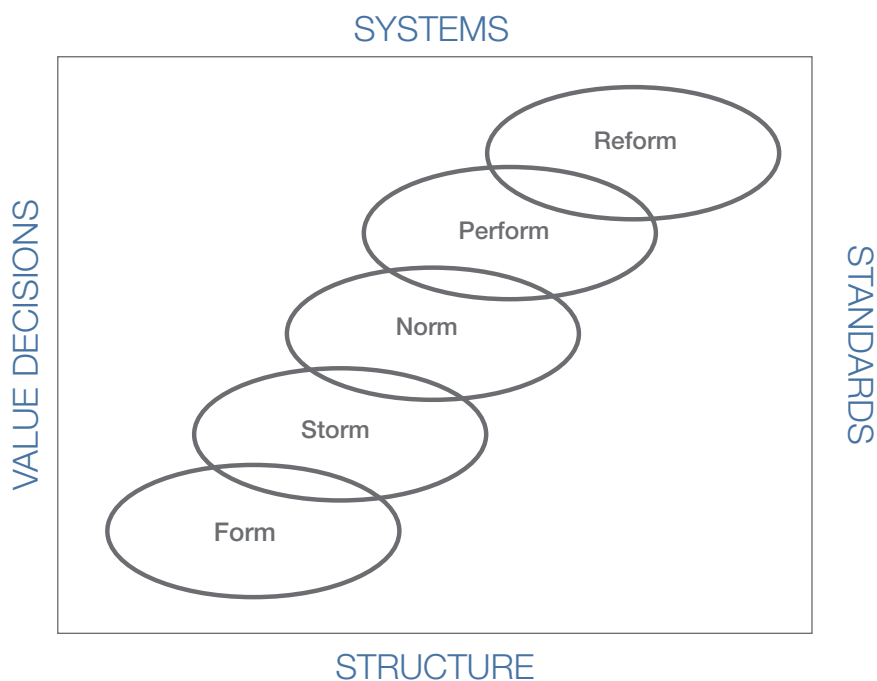 SYSTEMS
Reform
Perform
Norm
Storm
Form
VALUE DECISIONS
STANDARDS
STRUCTURE